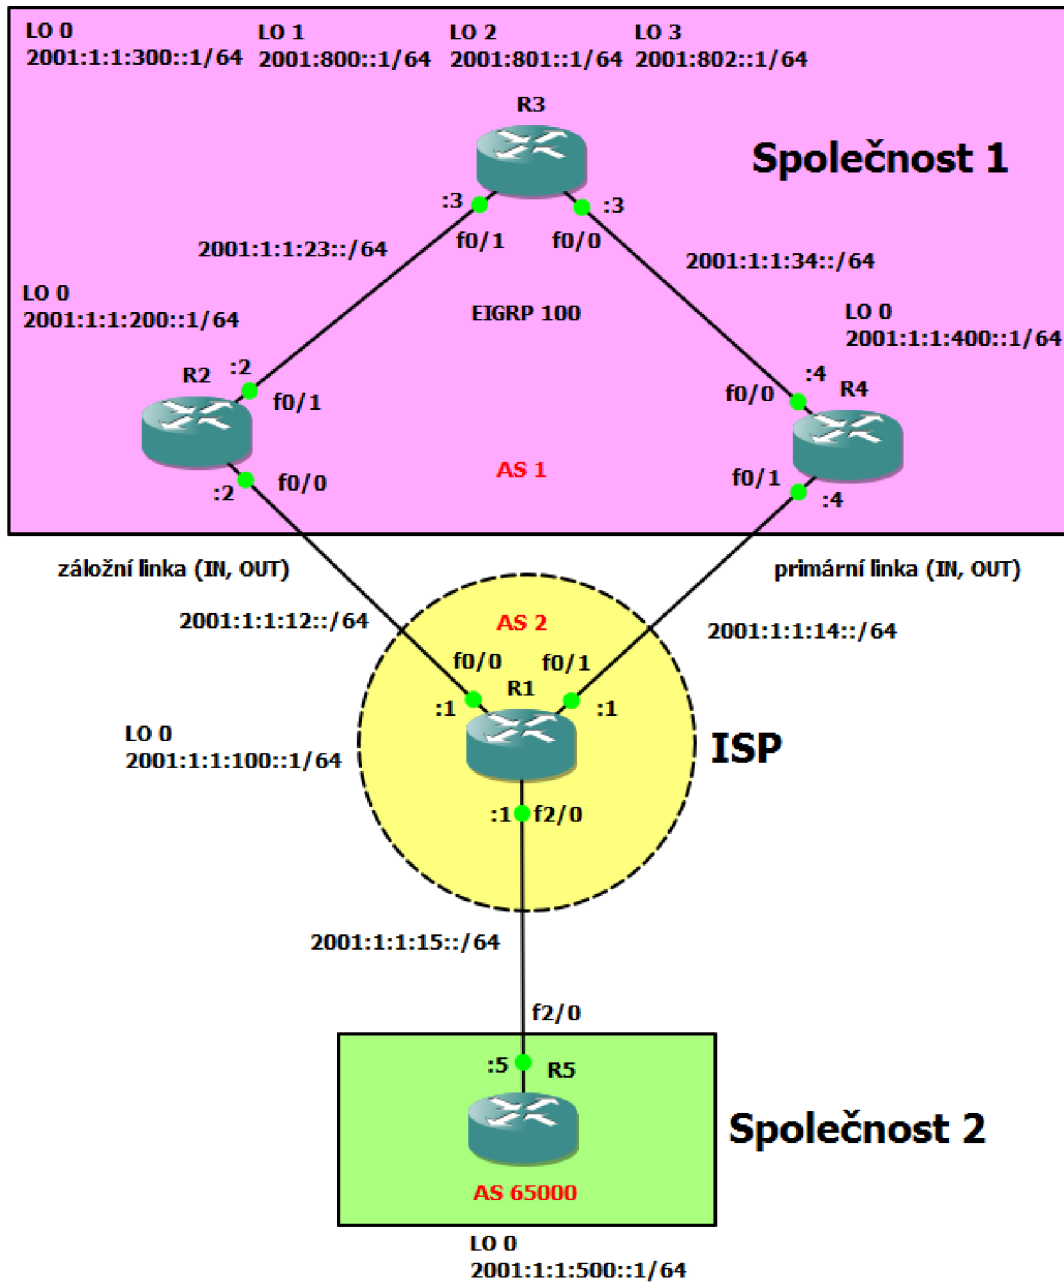 LO 0
2001:1:1:300::1/64
LO 1
2001:800::1/64
LO 2
2001:801::1/64
LO 3
2001:802::1/64
R3
Společnost 1
:3
:3
f0/1
f0/0
2001:1:1:23::/64
2001:1:1:34::/64
LO 0
2001:1:1:200::1/64
EIGRP 100
LO 0
2001:1:1:400::1/64
R2
:2
f0/1
:4
f0/0
R4
AS 1
:2
f0/0
f0/1
:4
záložní linka (IN, OUT)
primární linka (IN, OUT)
2001:1:1:12::/64
AS 2
2001:1:1:14::/64
f0/0
f0/1
R1
:1
:1
LO 0
2001:1:1:100::1/64
ISP
:1
f2/0
2001:1:1:15::/64
f2/0
:5
R5
Společnost 2
AS 65000
LO 0
2001:1:1:500::1/64